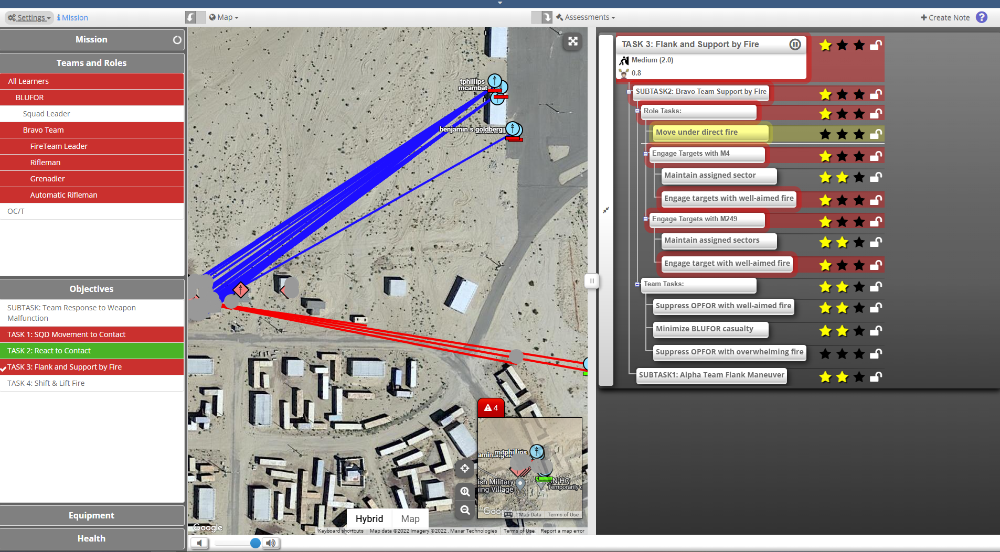 Settings
Mission
Map
Assessments
Create Note
?
Mission
Teams and Roles
All Learners
BLUFOR
Squad Leader
Bravo Team
FireTeam Leader
Rifleman
Grenadier
Automatic Rifleman
OC/T
Objectives
SUBTASK: Team Response to Weapon
Malfunction
TASK 1: SQD Movement to Contact
TASK 2: React to Contact
TASK 3: Flank and Support by Fire
TASK 4: Shift & Lift Fire
Equipment
Health
tphillips
mcambata
benjamin.s.goldberg
4
mdphillips
ish Military
ing Village
N HQ
Temporarily
Google
Map Data
Terms of Use
Hybrid
Map
Google
Keyboard shortcuts
Map data ©2022 Imagery ©2022 , Maxar Technologies
Terms of Use
Report a map error
TASK 3: Flank and Support by Fire
Medium (2.0)
0.8
SUBTASK2: Bravo Team Support by Fire
Role Tasks:
Move under direct fire
Engage Targets with M4
Maintain assigned sector
Engage targets with well-aimed fire
Engage Targets with M249
Maintain assigned sectors
Engage target with well-aimed fire
Team Tasks:
Suppress OPFOR with well-aimed fire
Minimize BLUFOR casualty
Suppress OPFOR with overwhelming fire
SUBTASK1: Alpha Team Flank Maneuver